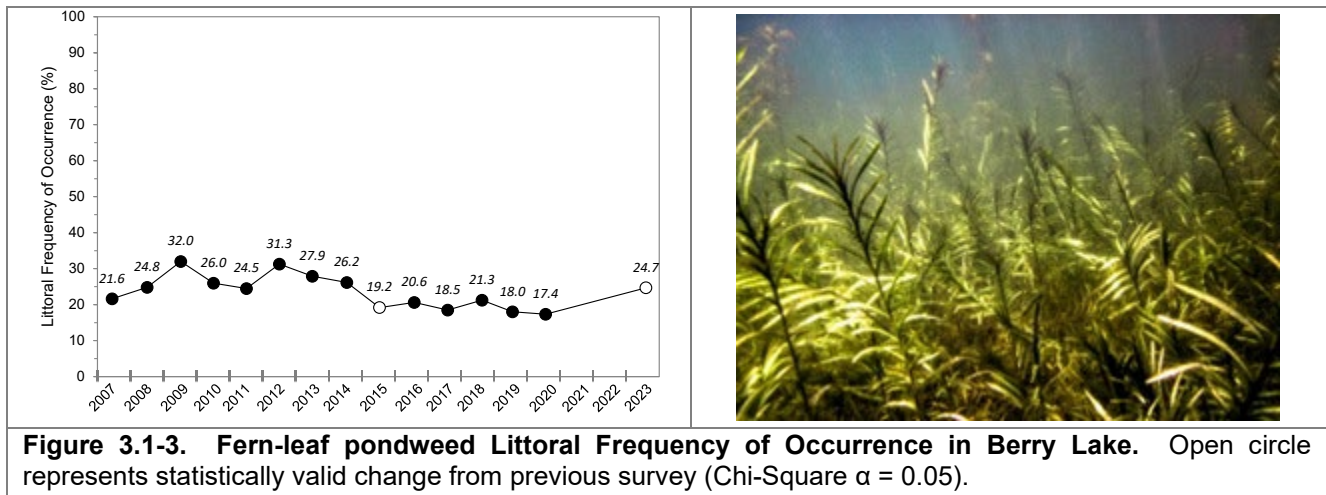 100
90
80
70
60
50
40
30
20
10
0
Littoral Frequency of Occurrence (%)
21.6 24.8 32.0 26.0 24.5 31.3 27.9 26.2 19.2 20.6 18.5 21.3 18.0 17.4 24.7
2007 2008 2009 2010 2011 2012 2013 2014 2015 2016 2017 2018 2019 2020 2021 2022 2023
Figure 3.1-3. Fern-leaf pondweed Littoral Frequency of Occurrence in Berry Lake. Open circle
represents statistically valid change from previous survey (Chi-Square α = 0.05).